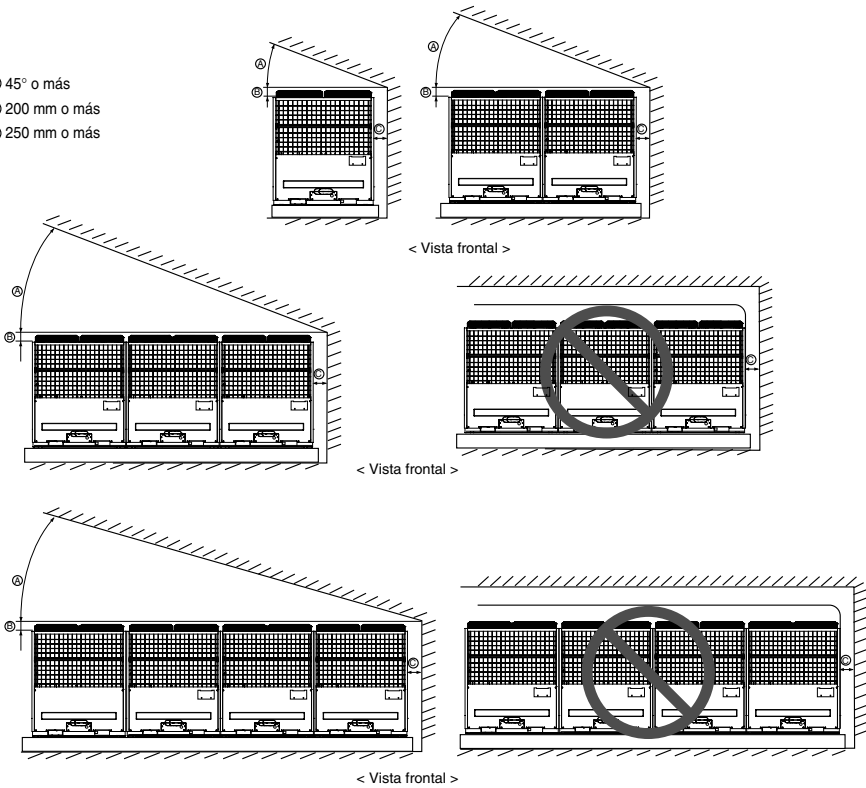 45° o más
200 mm o más
250 mm o más
Ⓐ
Ⓑ
Ⓒ
Ⓐ
Ⓑ
Ⓒ
< Vista frontal >
Ⓐ
Ⓑ
Ⓒ
Ⓒ
< Vista frontal >
Ⓐ
Ⓑ
Ⓒ
Ⓒ
< Vista frontal >